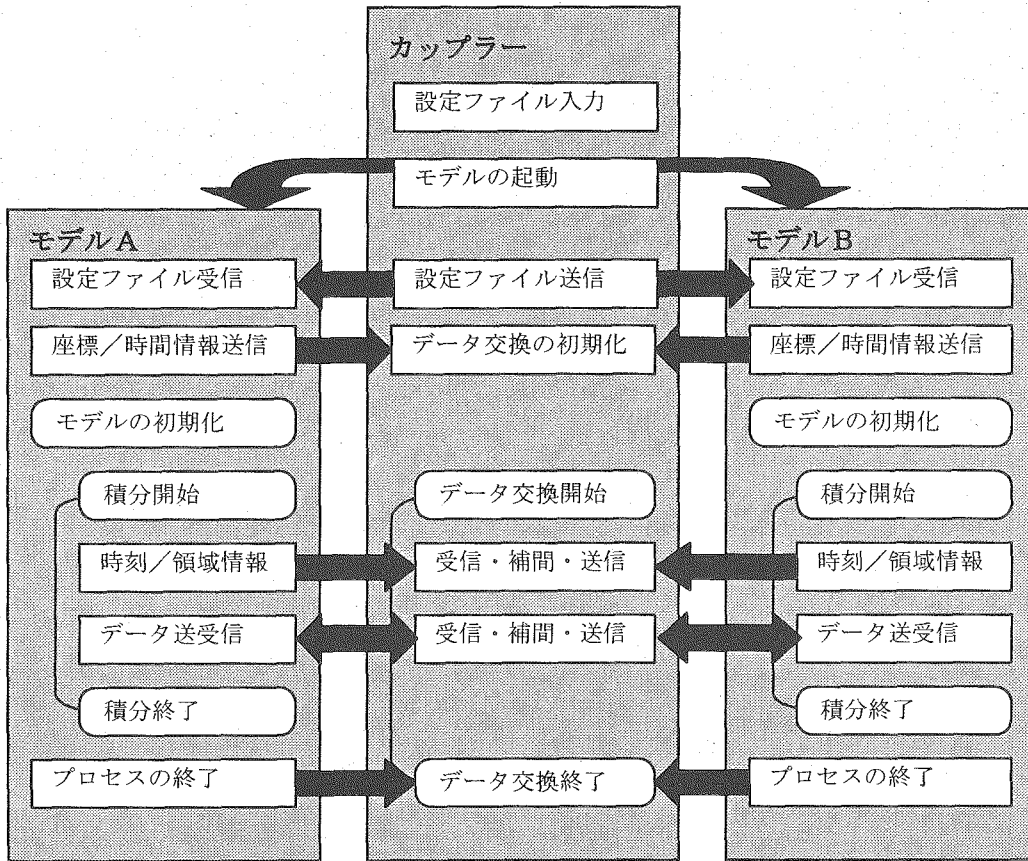 カップラー
設定ファイル入力
モデルの起動
モデルA
モデルB
設定ファイル受信
設定ファイル送信
設定ファイル受信
座標／時間情報送信
データ交換の初期化
座標／時間情報送信
モデルの初期化
モデルの初期化
積分開始
データ交換開始
積分開始
時刻／領域情報
受信・補間・送信
時刻／領域情報
データ送受信
受信・補間・送信
データ送受信
積分終了
積分終了
プロセスの終了
データ交換終了
プロセスの終了